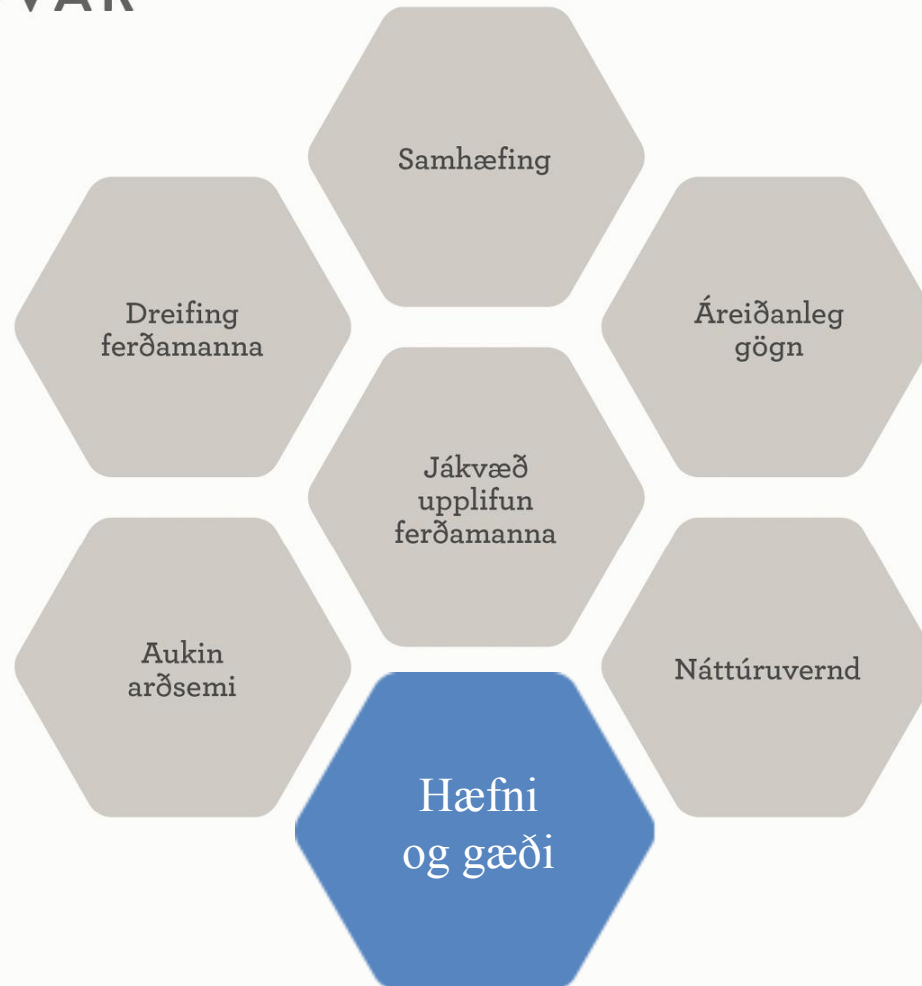 Samhæfing
Dreifing
ferðamanna
Áreiðanleg
gögn
Jákvæð
upplifun
ferðamanna
Aukin
arðsemi
Náttúruvernd
Hæfni
og gæði